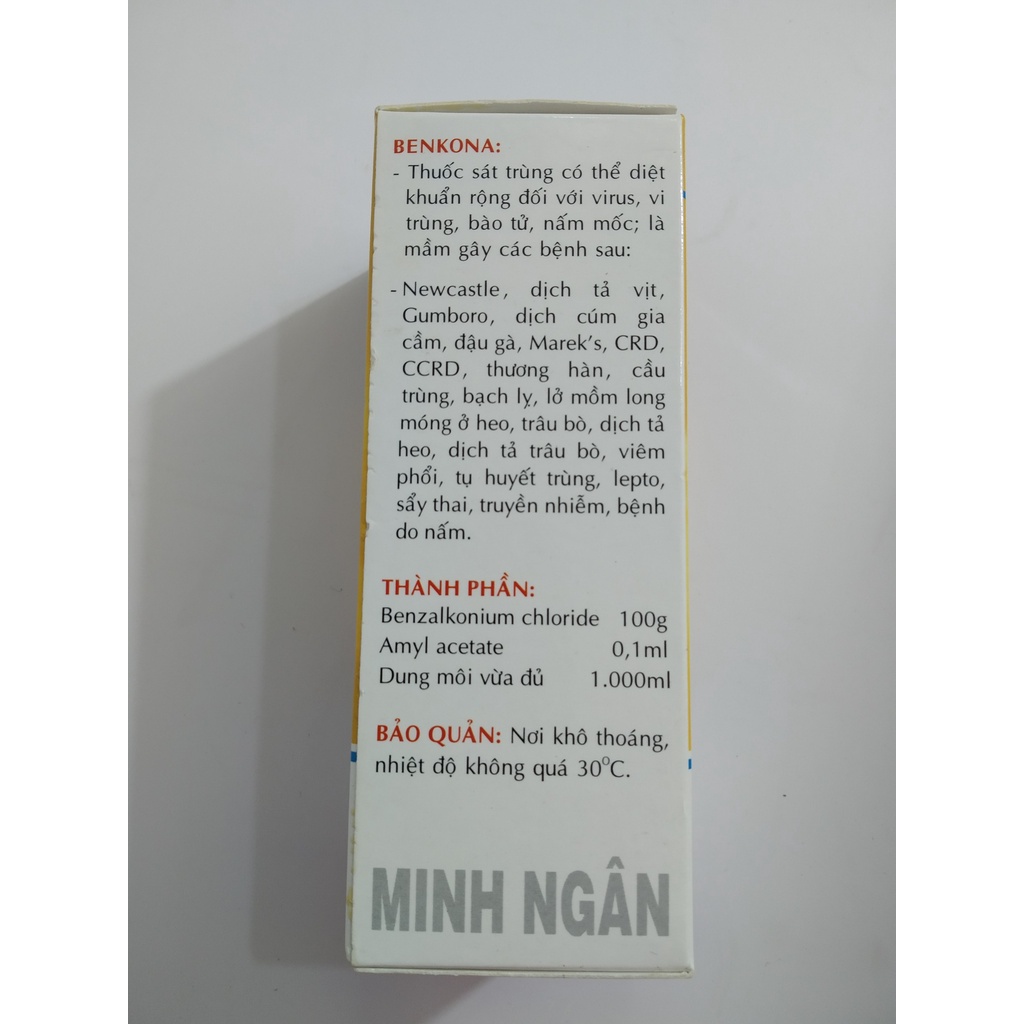 BENKONA:
- Thuốc sát trùng có thể diệt
khuẩn rộng đối với virus, vi
trùng, bào tử, nấm mốc; là
mầm gây các bệnh sau:
- Newcastle, dịch tả vịt,
Gumboro, dịch cúm gia
cầm, đậu gà, Marek's, CRD,
CCRD, thương hàn, cầu
trùng, bạch lỵ, lở mồm long
móng ở heo, trâu bò, dịch tả
heo, dịch tả trâu bò, viêm
phổi, tụ huyết trùng, lepto,
sẩy thai, truyền nhiễm, bệnh
do nấm.
THÀNH PHẦN:
Benzalkonium chloride 100g
Amyl acetate 0,1ml
Dung môi vừa đủ 1.000ml
BẢO QUẢN: Nơi khô thoáng,
nhiệt độ không quá 30°C.
MINH NGÂN